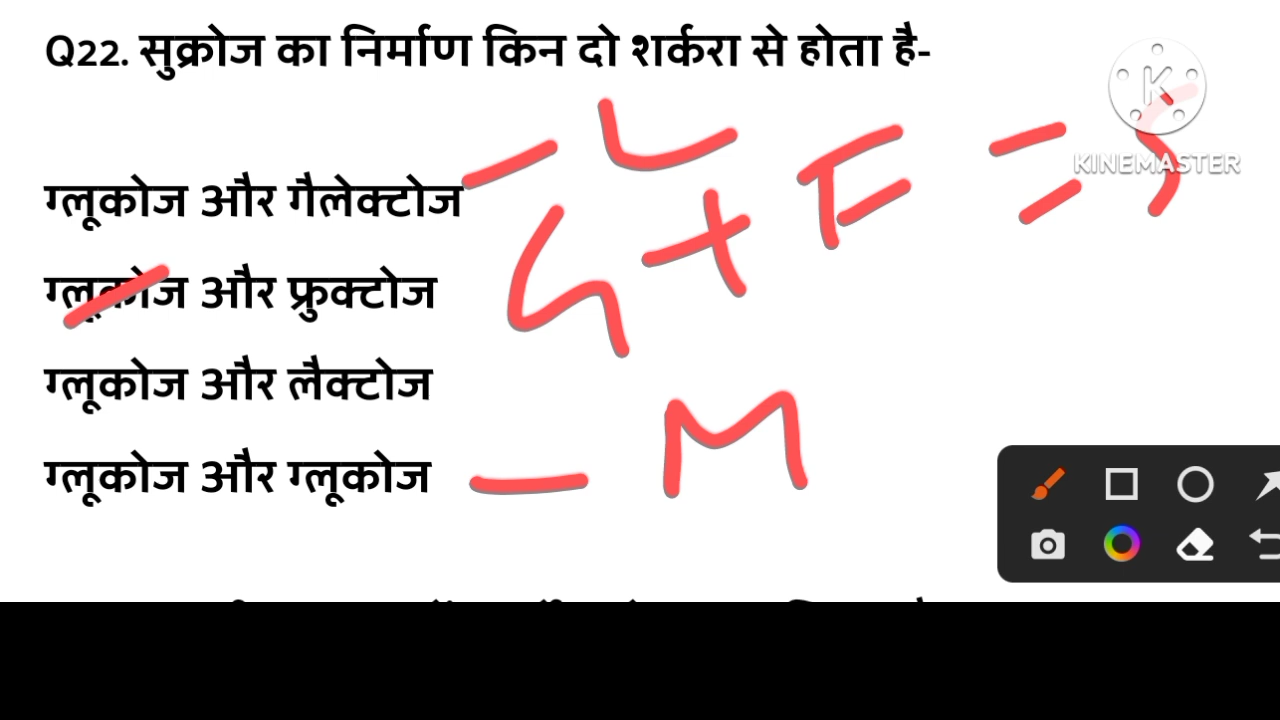 Q22. सुक्रोज का निर्माण किन दो शर्करा से होता है-
KINEMASTER
ग्लूकोज और गैलेक्टोज - L
ग्लूकोज और फ्रुक्टोज G + F = S
ग्लूकोज और लैक्टोज
ग्लूकोज और ग्लूकोज - M